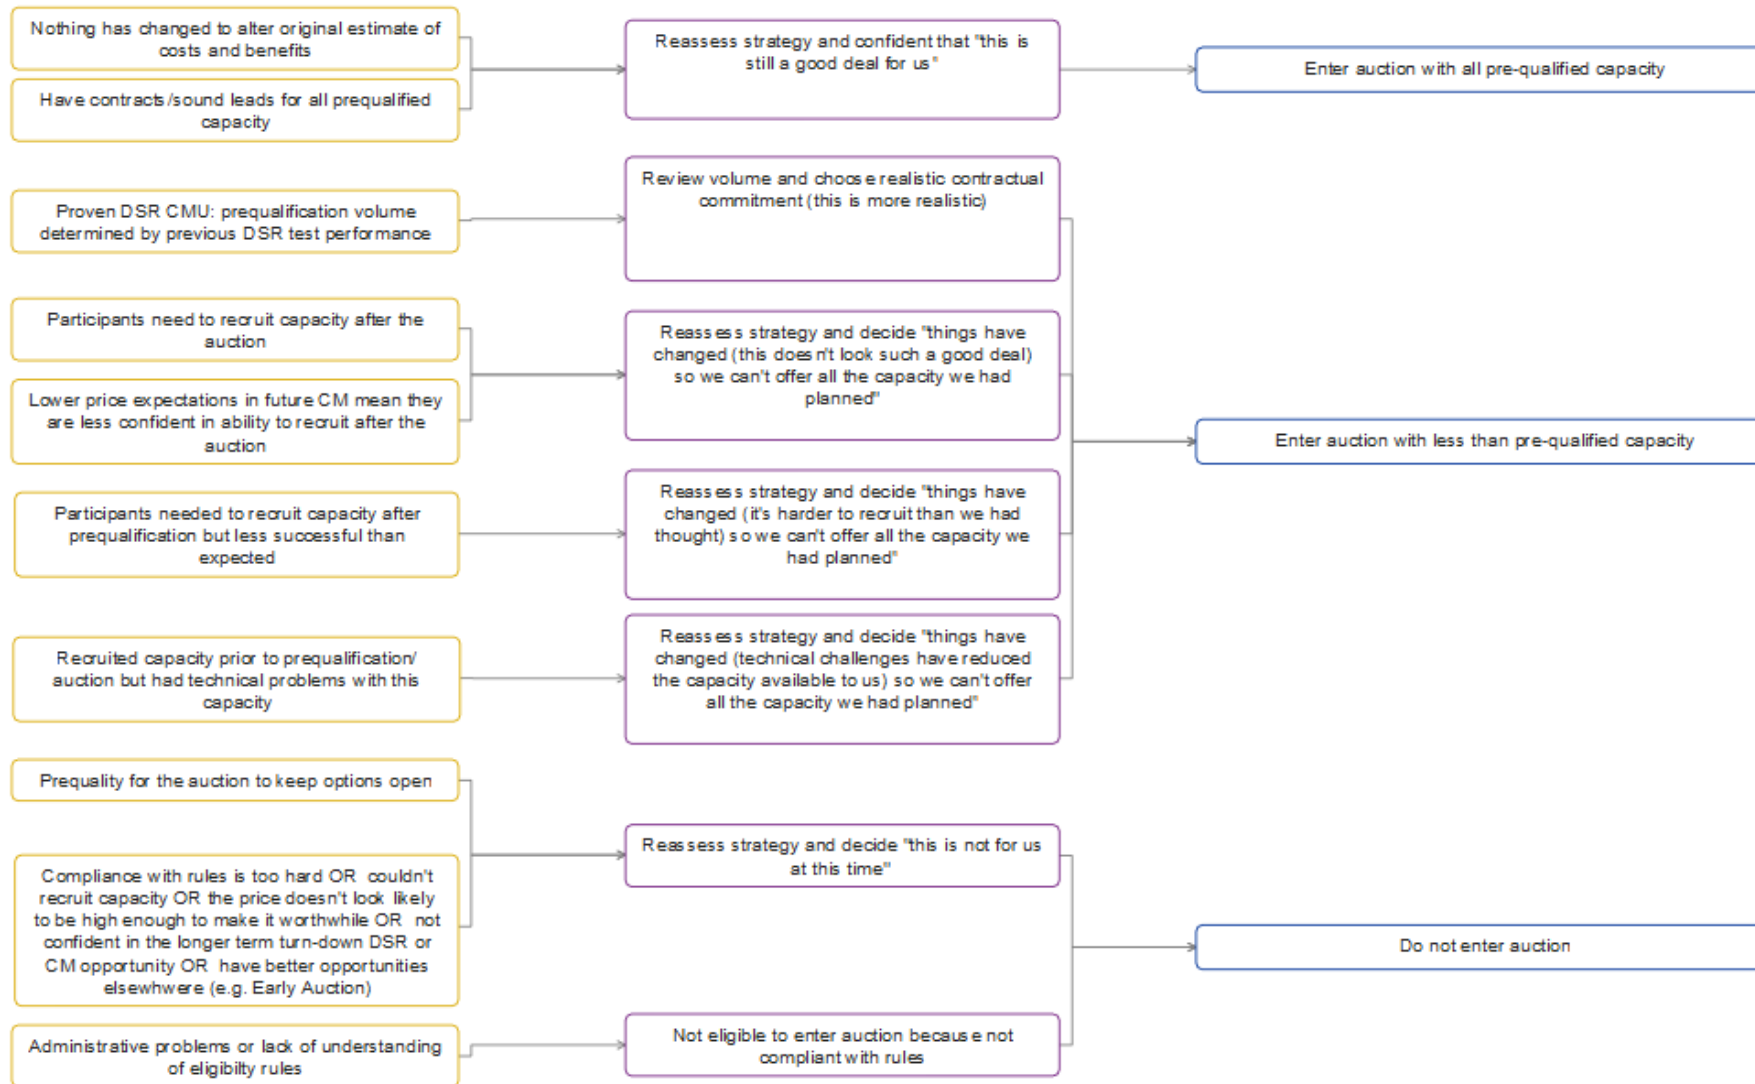 Nothing has changed to alter original estimate of
costs and benefits
Have contracts/sound leads for all prequalified
capacity
Reassess strategy and confident that "this is
still a good deal for us"
Enter auction with all pre-qualified capacity
Proven DSR CMU: prequalification volume
determined by previous DSR test performance
Review volume and choose realistic contractual
commitment (this is more realistic)
Participants need to recruit capacity after the
auction
Lower price expectations in future CM mean they
are less confident in ability to recruit after the
auction
Reassess strategy and decide "things have
changed (this doesn't look such a good deal)
so we can't offer all the capacity we had
planned"
Participants needed to recruit capacity after
prequalification but less successful than
expected
Reassess strategy and decide "things have
changed (it's harder to recruit than we had
thought) so we can't offer all the capacity we
had planned"
Recruited capacity prior to prequalification/
auction but had technical problems with this
capacity
Reassess strategy and decide "things have
changed (technical challenges have reduced
the capacity available to us) so we can't offer
all the capacity we had planned"
Enter auction with less than pre-qualified capacity
Prequality for the auction to keep options open
Compliance with rules is too hard OR couldn't
recruit capacity OR the price doesn't look likely
to be high enough to make it worthwhile OR not
confident in the longer term turn-down DSR or
CM opportunity OR have better opportunities
elsewhwere (e.g. Early Auction)
Reassess strategy and decide "this is not for us
at this time"
Administrative problems or lack of understanding
of eligibilty rules
Not eligible to enter auction because not
compliant with rules
Do not enter auction